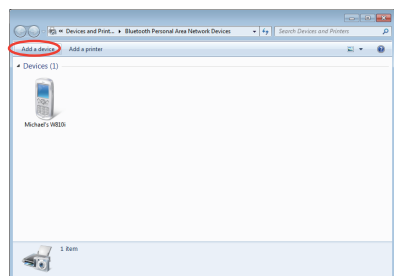 Devices and Print... Bluetooth Personal Area Network Devices
Search Devices and Printers
Add a device
Add a printer
Devices (1)
Michael's W810i
1 item